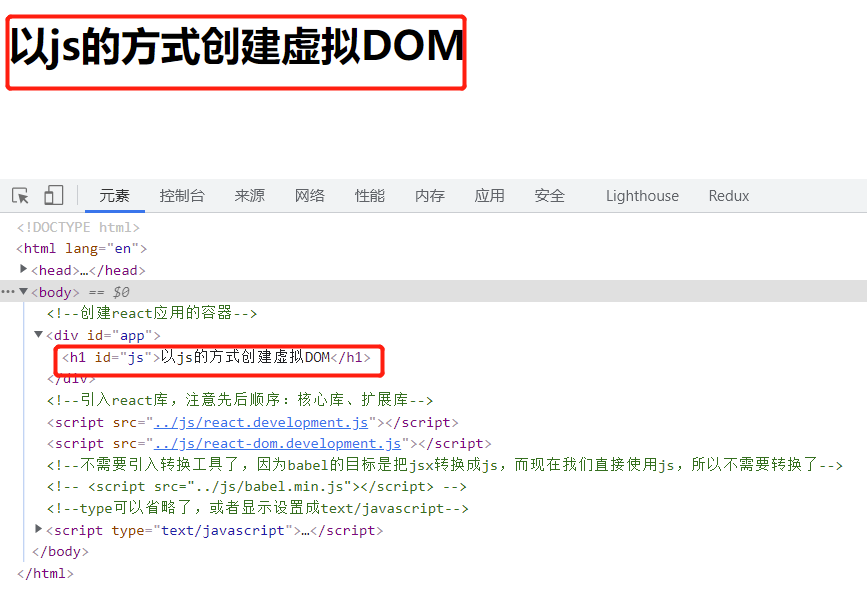 以js的方式创建虚拟DOM
元素 控制台 来源 网络 性能 内存 应用 安全 Lighthouse Redux
<!DOCTYPE html>
<html lang="en">
<head>…</head>
<body> == $0
<!--创建react应用的容器-->
<div id="app">
<h1 id="js">以js的方式创建虚拟DOM</h1>
</div>
<!--引入react库，注意先后顺序：核心库、扩展库-->
<script src="../js/react.development.js"></script>
<script src="../js/react-dom.development.js"></script>
<!--不需要引入转换工具了，因为babel的目标是把jsx转换成js，而现在我们直接使用js，所以不需要转换了-->
<!-- <script src="../js/babel.min.js"></script> -->
<!--type可以省略了，或者显示设置成text/javascript-->
<script type="text/javascript">…</script>
</body>
</html>